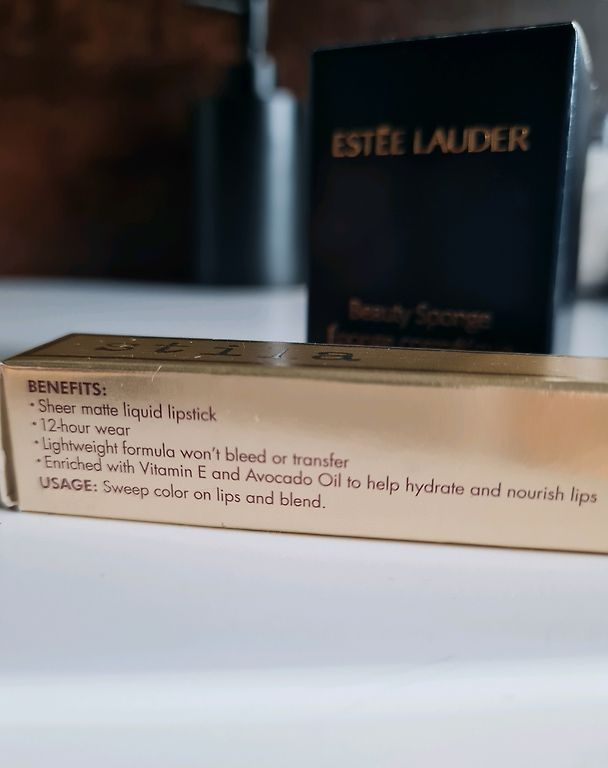 ESTĒE LAUDER
Beauty Sponge
stila
BENEFITS:
• Sheer matte liquid lipstick
• 12-hour wear
• Lightweight formula won't bleed or transfer
• Enriched with Vitamin E and Avocado Oil to help hydrate and nourish lips
USAGE: Sweep color on lips and blend.